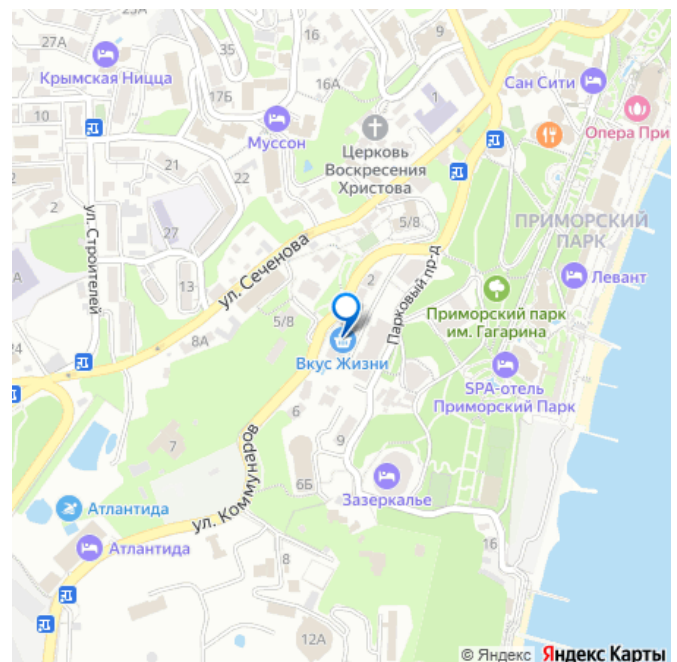 27А
23А
35
16
9
Крымская Ницца
17Б
16А
Сан Сити
1
Опера При
10
Муссон
Церковь
Воскресения
Христова
21
22
2
5/8
ПРИМОРСКИЙ
ПАРК
ул. Строителей
27
ул. Сеченова
2
Левант
Парковый пр-д
13
Приморский парк
им. Гагарина
5/8
24
8А
Вкус Жизни
SPA-отель
Приморский Парк
6
7
9
ул. Коммунаров
6Б
Зазеркалье
Атлантида
Атлантида
8
16
12А
© Яндекс Яндекс Карты